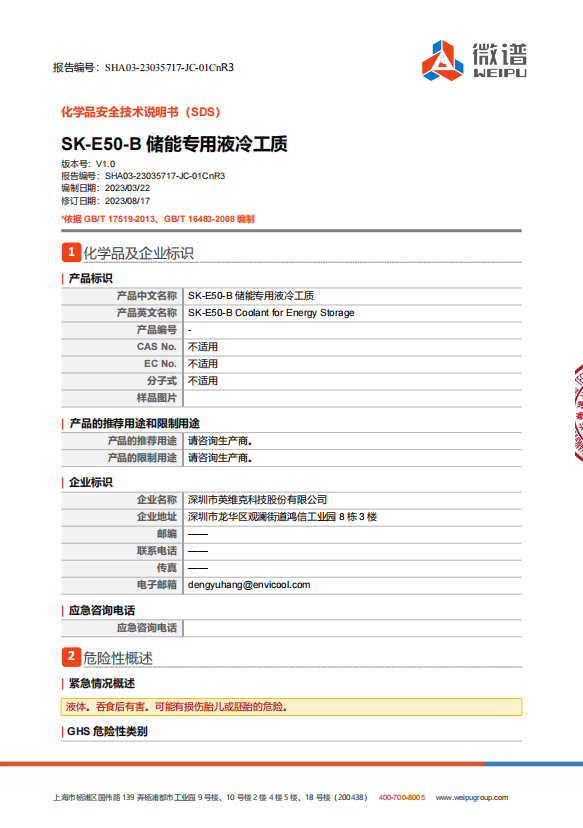 报告编号：SHA03-23035717-JC-01CnR3
微谱
WEIPU
化学品安全技术说明书（SDS）
SK-E50-B 储能专用液冷工质
版本号：V1.0
报告编号：SHA03-23035717-JC-01CnR3
编制日期：2023/03/22
修订日期：2023/08/17
*依据 GB/T 17519-2013、GB/T 16483-2008 编制
1 化学品及企业标识
产品标识
产品中文名称 SK-E50-B 储能专用液冷工质
产品英文名称 SK-E50-B Coolant for Energy Storage
产品编号 -
CAS No. 不适用
EC No. 不适用
分子式 不适用
样品图片
产品的推荐用途和限制用途
产品的推荐用途 请咨询生产商。
产品的限制用途 请咨询生产商。
企业标识
企业名称 深圳市英维克科技股份有限公司
企业地址 深圳市龙华区观澜街道鸿信工业园 8 栋 3 楼
邮编 ——
联系电话 ——
传真 ——
电子邮箱 dengyuhang@envicool.com
应急咨询电话
应急咨询电话
2 危险性概述
紧急情况概述
液体。吞食后有害。可能有损伤胎儿或胚胎的危险。
GHS 危险性类别
上海市杨浦区国伟路 139 弄杨浦都市工业园 9 号楼、10 号楼 2 楼 4 楼 5 楼、18 号楼（200438） 400-700-8005 www.weipugroup.com